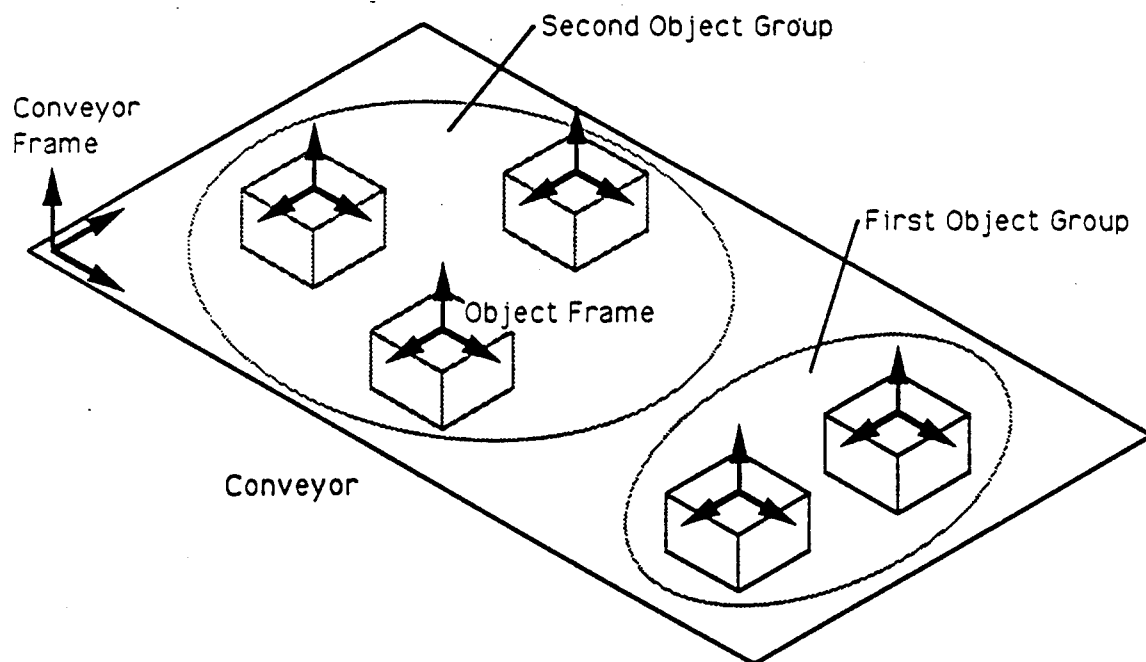 Second Object Group
Conveyor
Frame
First Object Group
Object Frame
Conveyor